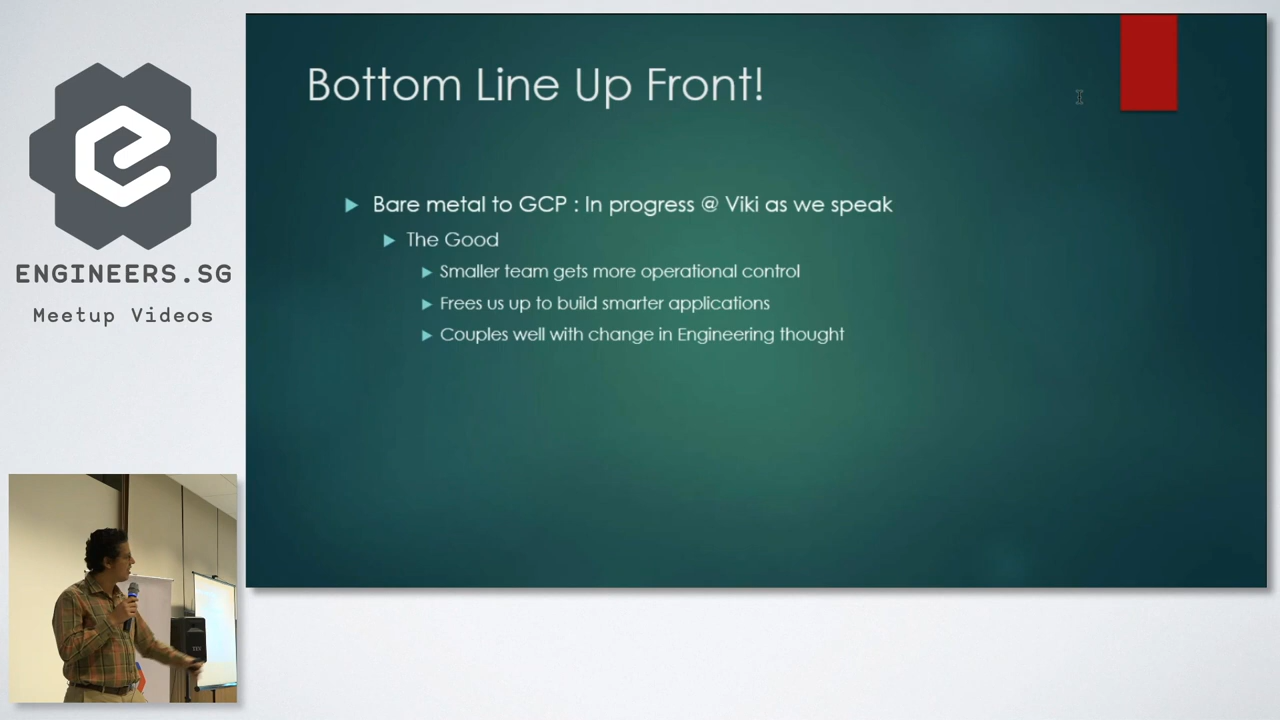 Bottom Line Up Front!
Bare metal to GCP : In progress @ Viki as we speak
The Good
Smaller team gets more operational control
Frees us up to build smarter applications
Couples well with change in Engineering thought
ENGINEERS.SG
Meetup Videos